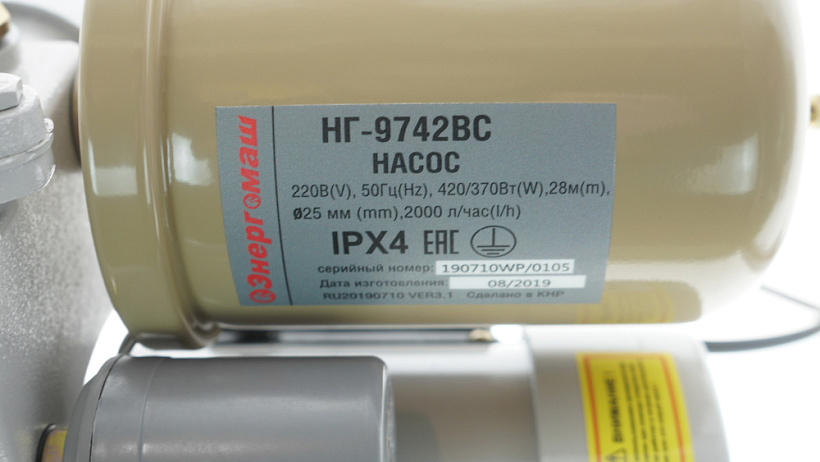 Энергомаш
НГ-9742ВС
НАСОС
220В(V), 50Гц(Hz), 420/370Вт(W),28м(m),
ø25 мм (mm),2000 л/час(l/h)
IPX4 EAC
серийный номер: 190710WP/0105
Дата изготовления: 08/2019
RU20190710 VER3.1 Сделано в КНР
ВНИМАНИЕ!